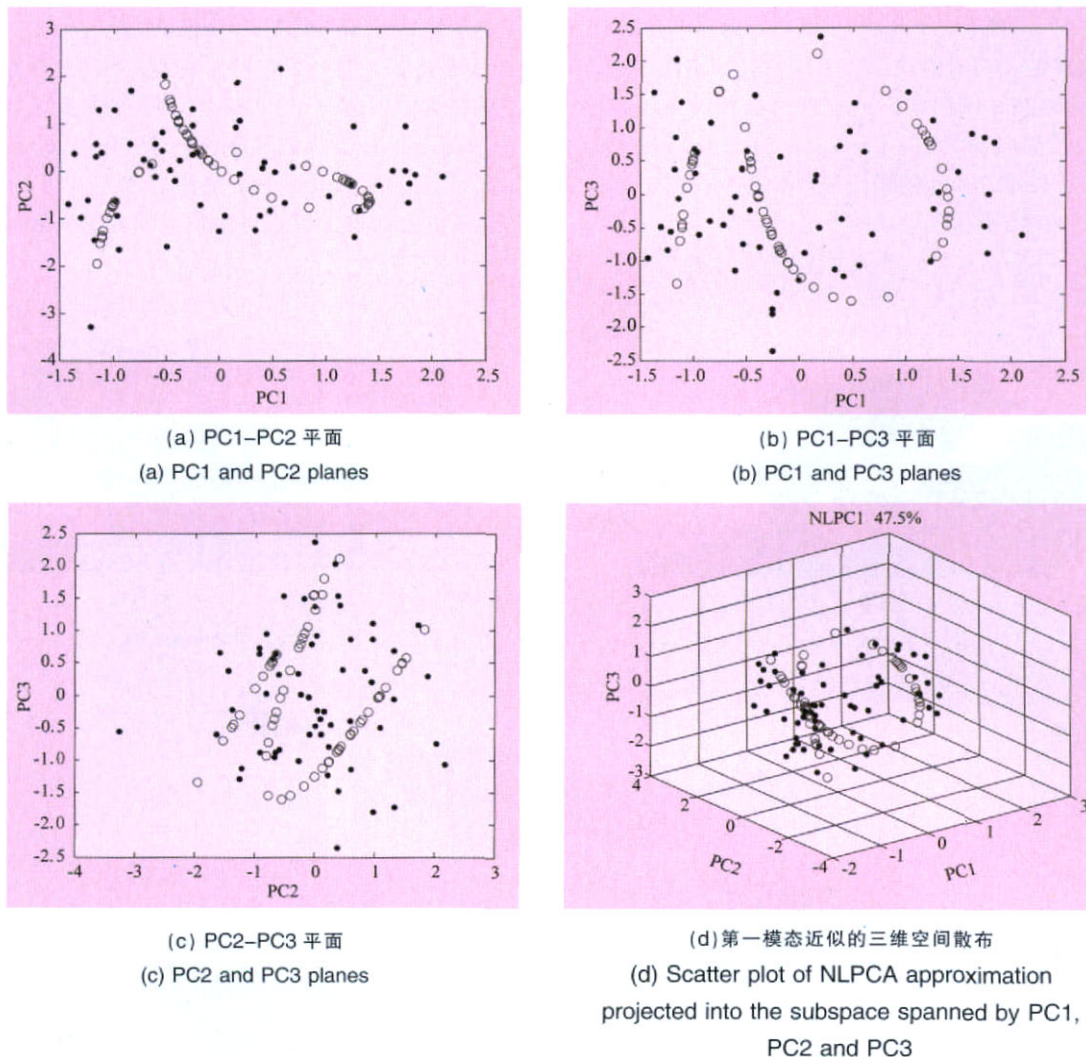 3
2
1
0
-1
-2
-3
-4
PC2
-1.5 -1.0 -0.5 0 0.5 1.0 1.5 2.0 2.5
PC1
(a) PC1-PC2 平面
(a) PC1 and PC2 planes
2.5
2.0
1.5
1.0
0.5
0
-0.5
-1.0
-1.5
-2.0
-2.5
PC3
-1.5 -1.0 -0.5 0 0.5 1.0 1.5 2.0 2.5
PC1
(b) PC1-PC3 平面
(b) PC1 and PC3 planes
2.5
2.0
1.5
1.0
0.5
0
-0.5
-1.0
-1.5
-2.0
-2.5
PC3
-4 -3 -2 -1 0 1 2 3
PC2
(c) PC2-PC3 平面
(c) PC2 and PC3 planes
NLPC1 47.5%
3
2
1
0
-1
-2
-3
PC3
4
2
0
-2
-4
PC2
-2
-1
0
1
2
3
PC1
(d)第一模态近似的三维空间散布
(d) Scatter plot of NLPCA approximation
projected into the subspace spanned by PC1,
PC2 and PC3